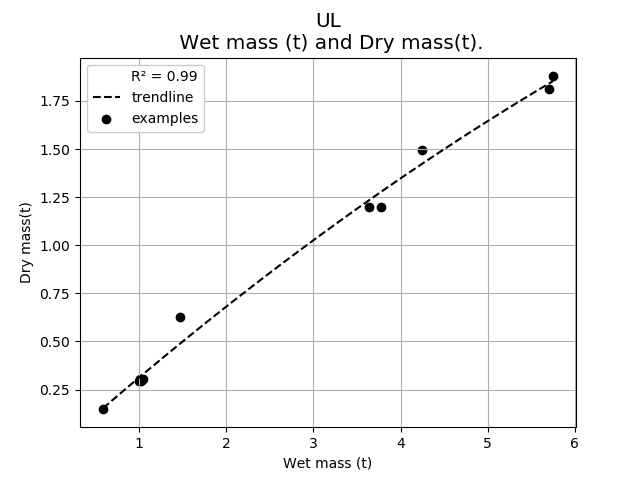 UL
Wet mass (t) and Dry mass(t).
R² = 0.99
trendline
examples
1.75
1.50
1.25
1.00
0.75
0.50
0.25
Dry mass(t)
1 2 3 4 5 6
Wet mass (t)